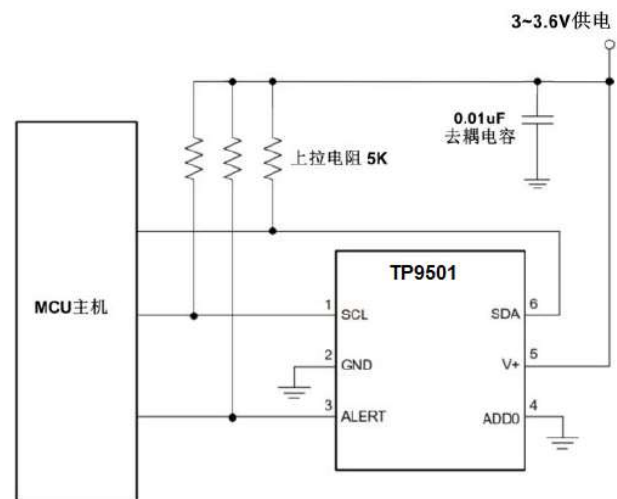 3~3.6V供电
0.01uF
去耦电容
上拉电阻 5K
TP9501
MCU主机
1
SCL
SDA
6
2
GND
V+
5
3
ALERT
ADD0
4